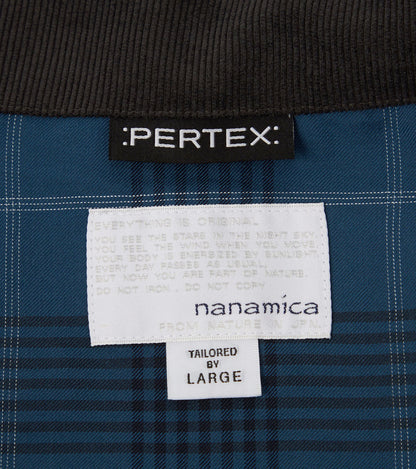 :PERTEX:
EVERYTHING IS ORIGINAL
YOU SEE THE STARS IN THE NIGHT SKY.
YOU FEEL THE WIND WHEN YOU MOVE.
YOUR BODY IS ENERGIZED BY SUNLIGHT.
EVERY DAY PASSES AS USUAL.
BUT NOW YOU ARE PART OF NATURE.
DO NOT IRON, DO NOT COPY
nanamica
FROM NATURE IN JPN.
TAILORED
BY
LARGE